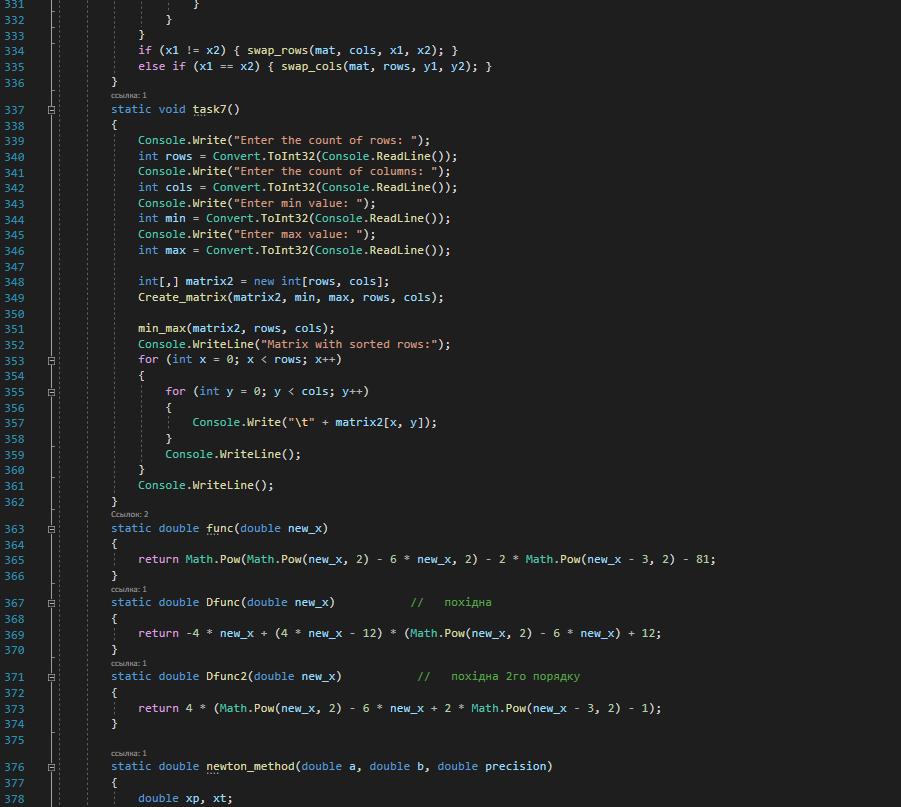 331 }
332 }
333 }
334 if (x1 != x2) { swap_rows(mat, cols, x1, x2); }
335 else if (x1 == x2) { swap_cols(mat, rows, y1, y2); }
336 }
ссылка: 1
337 static void task7()
338 {
339 Console.Write("Enter the count of rows: ");
340 int rows = Convert.ToInt32(Console.ReadLine());
341 Console.Write("Enter the count of columns: ");
342 int cols = Convert.ToInt32(Console.ReadLine());
343 Console.Write("Enter min value: ");
344 int min = Convert.ToInt32(Console.ReadLine());
345 Console.Write("Enter max value: ");
346 int max = Convert.ToInt32(Console.ReadLine());
347
348 int[,] matrix2 = new int[rows, cols];
349 Create_matrix(matrix2, min, max, rows, cols);
350
351 min_max(matrix2, rows, cols);
352 Console.WriteLine("Matrix with sorted rows:");
353 for (int x = 0; x < rows; x++)
354 {
355 for (int y = 0; y < cols; y++)
356 {
357 Console.Write("\t" + matrix2[x, y]);
358 }
359 Console.WriteLine();
360 }
361 Console.WriteLine();
362 }
Ссылок: 2
363 static double func(double new_x)
364 {
365 return Math.Pow(Math.Pow(new_x, 2) - 6 * new_x, 2) - 2 * Math.Pow(new_x - 3, 2) - 81;
366 }
ссылка: 1
367 static double Dfunc(double new_x) // похідна
368 {
369 return -4 * new_x + (4 * new_x - 12) * (Math.Pow(new_x, 2) - 6 * new_x) + 12;
370 }
ссылка: 1
371 static double Dfunc2(double new_x) // похідна 2го порядку
372 {
373 return 4 * (Math.Pow(new_x, 2) - 6 * new_x + 2 * Math.Pow(new_x - 3, 2) - 1);
374 }
375
ссылка: 1
376 static double newton_method(double a, double b, double precision)
377 {
378 double xp, xt;